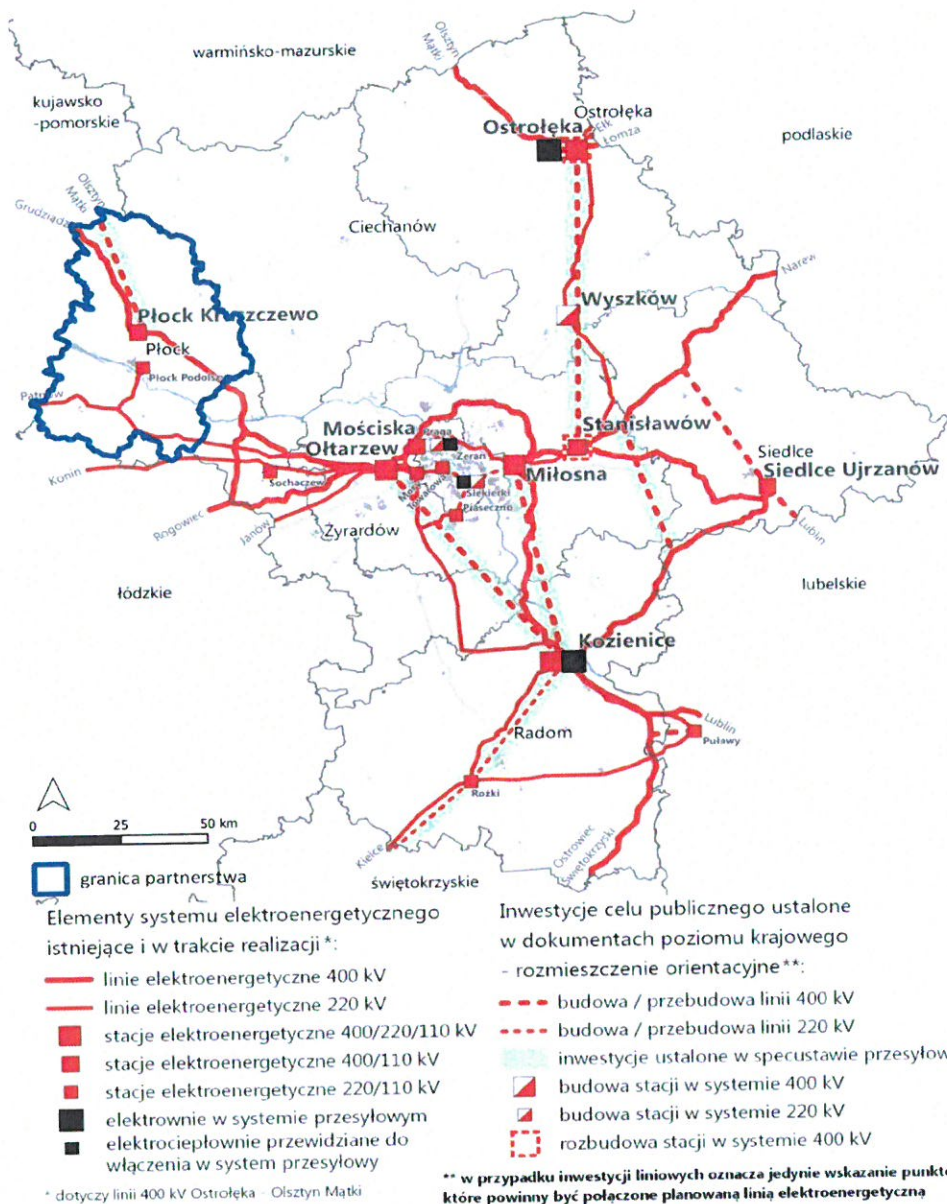 Olsztyn
Mątki
warmińsko-mazurskie
kujawsko
-pomorskie
Ostrołęka
Ostrołęka
Ełk
Łomża
podlaskie
Olsztyn
Mątki
Grudziądz
Ciechanów
Narew
Wyszków
Płock Kruszczewo
Płock
Płock Podolszyce
Pątnów
Mościska
Praga
Stanisławów
Ołtarzew
Żerań
Siedlce
Siedlce Ujrzanów
Miłosna
Konin
Sochaczew
Mory
Towarowa
Siekierki
Piaseczno
Rogowiec
Janów
Żyrardów
Lublin
łódzkie
lubelskie
Kozienice
Lublin
Puławy
Radom
Rożki
Kielce
Ostrowiec
Świętokrzyski
świętokrzyskie
0 25 50 km
granica partnerstwa
Elementy systemu elektroenergetycznego
istniejące i w trakcie realizacji *:
linie elektroenergetyczne 400 kV
linie elektroenergetyczne 220 kV
stacje elektroenergetyczne 400/220/110 kV
stacje elektroenergetyczne 400/110 kV
stacje elektroenergetyczne 220/110 kV
elektrownie w systemie przesyłowym
elektrociepłownie przewidziane do
włączenia w system przesyłowy
* dotyczy linii 400 kV Ostrołęka - Olsztyn Mątki
Inwestycje celu publicznego ustalone
w dokumentach poziomu krajowego
- rozmieszczenie orientacyjne **:
budowa / przebudowa linii 400 kV
budowa / przebudowa linii 220 kV
inwestycje ustalone w specustawie przesyłow
budowa stacji w systemie 400 kV
budowa stacji w systemie 220 kV
rozbudowa stacji w systemie 400 kV
** w przypadku inwestycji liniowych oznacza jedynie wskazanie punktó
które powinny być połączone planowaną linią elektroenergetyczną